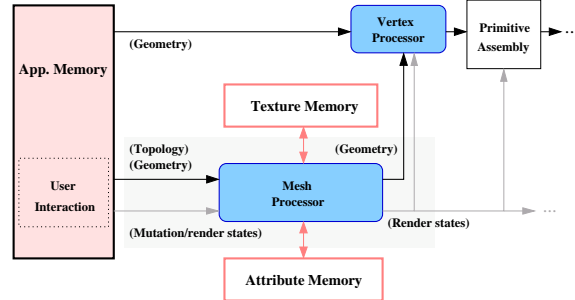 Vertex
Processor
Primitive
Assembly
...
(Geometry)
App. Memory
Texture Memory
(Topology)
(Geometry)
(Geometry)
User
Interaction
Mesh
Processor
(Mutation/render states)
(Render states)
...
Attribute Memory